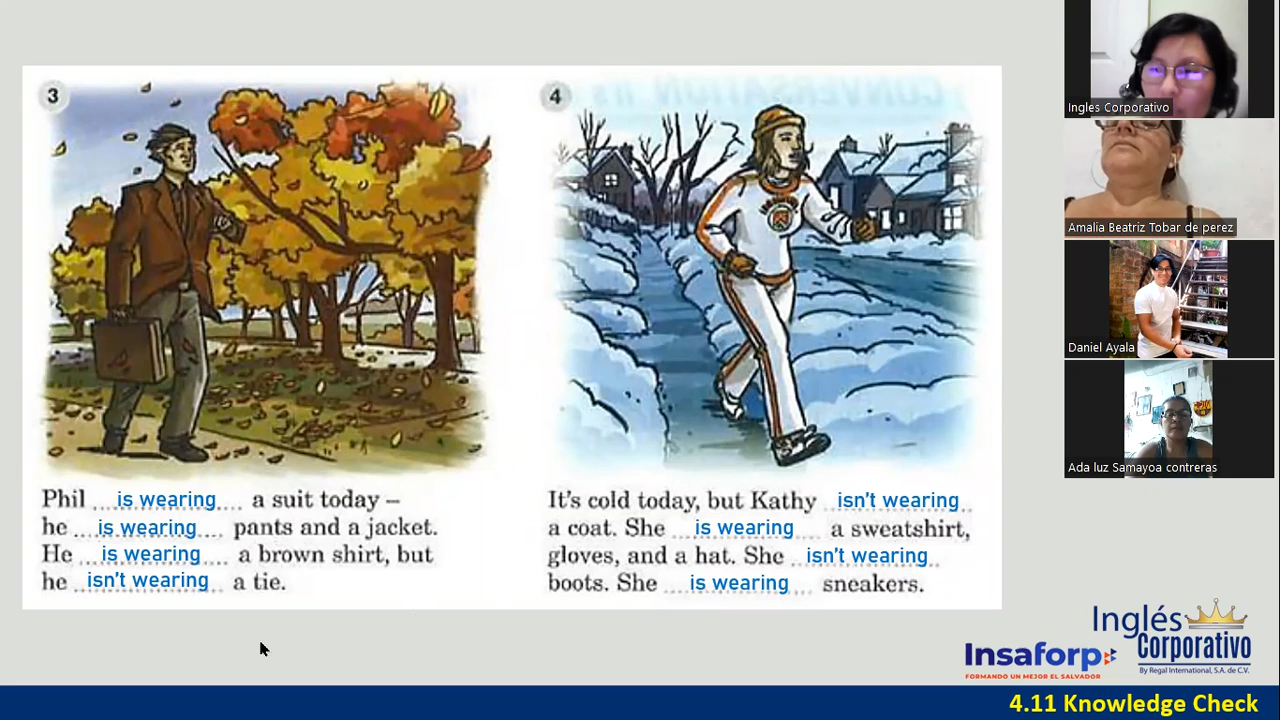 3
Phil is wearing a suit today –
he is wearing pants and a jacket.
He is wearing a brown shirt, but
he isn't wearing a tie.
4
It's cold today, but Kathy isn't wearing
a coat. She is wearing a sweatshirt,
gloves, and a hat. She isn't wearing
boots. She is wearing sneakers.
Ingles Corporativo
Amalia Beatriz Tobar de perez
Daniel Ayala
Ada luz Samayoa contreras
Insaforp
FORMANDO UN MEJOR EL SALVADOR
Inglés
Corporativo
By Regal International, S.A. de C.V.
4.11 Knowledge Check